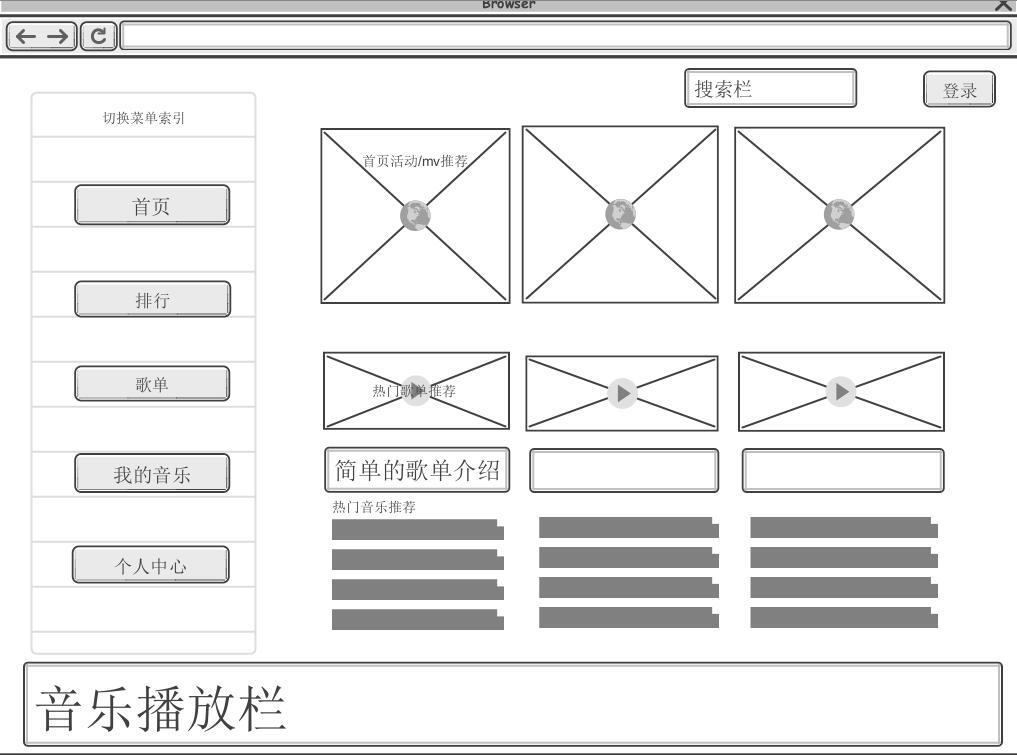 Browser
搜索栏
登录
切换菜单索引
首页
排行
歌单
我的音乐
个人中心
首页活动/mv推荐
热门歌单推荐
简单的歌单介绍
热门音乐推荐
音乐播放栏